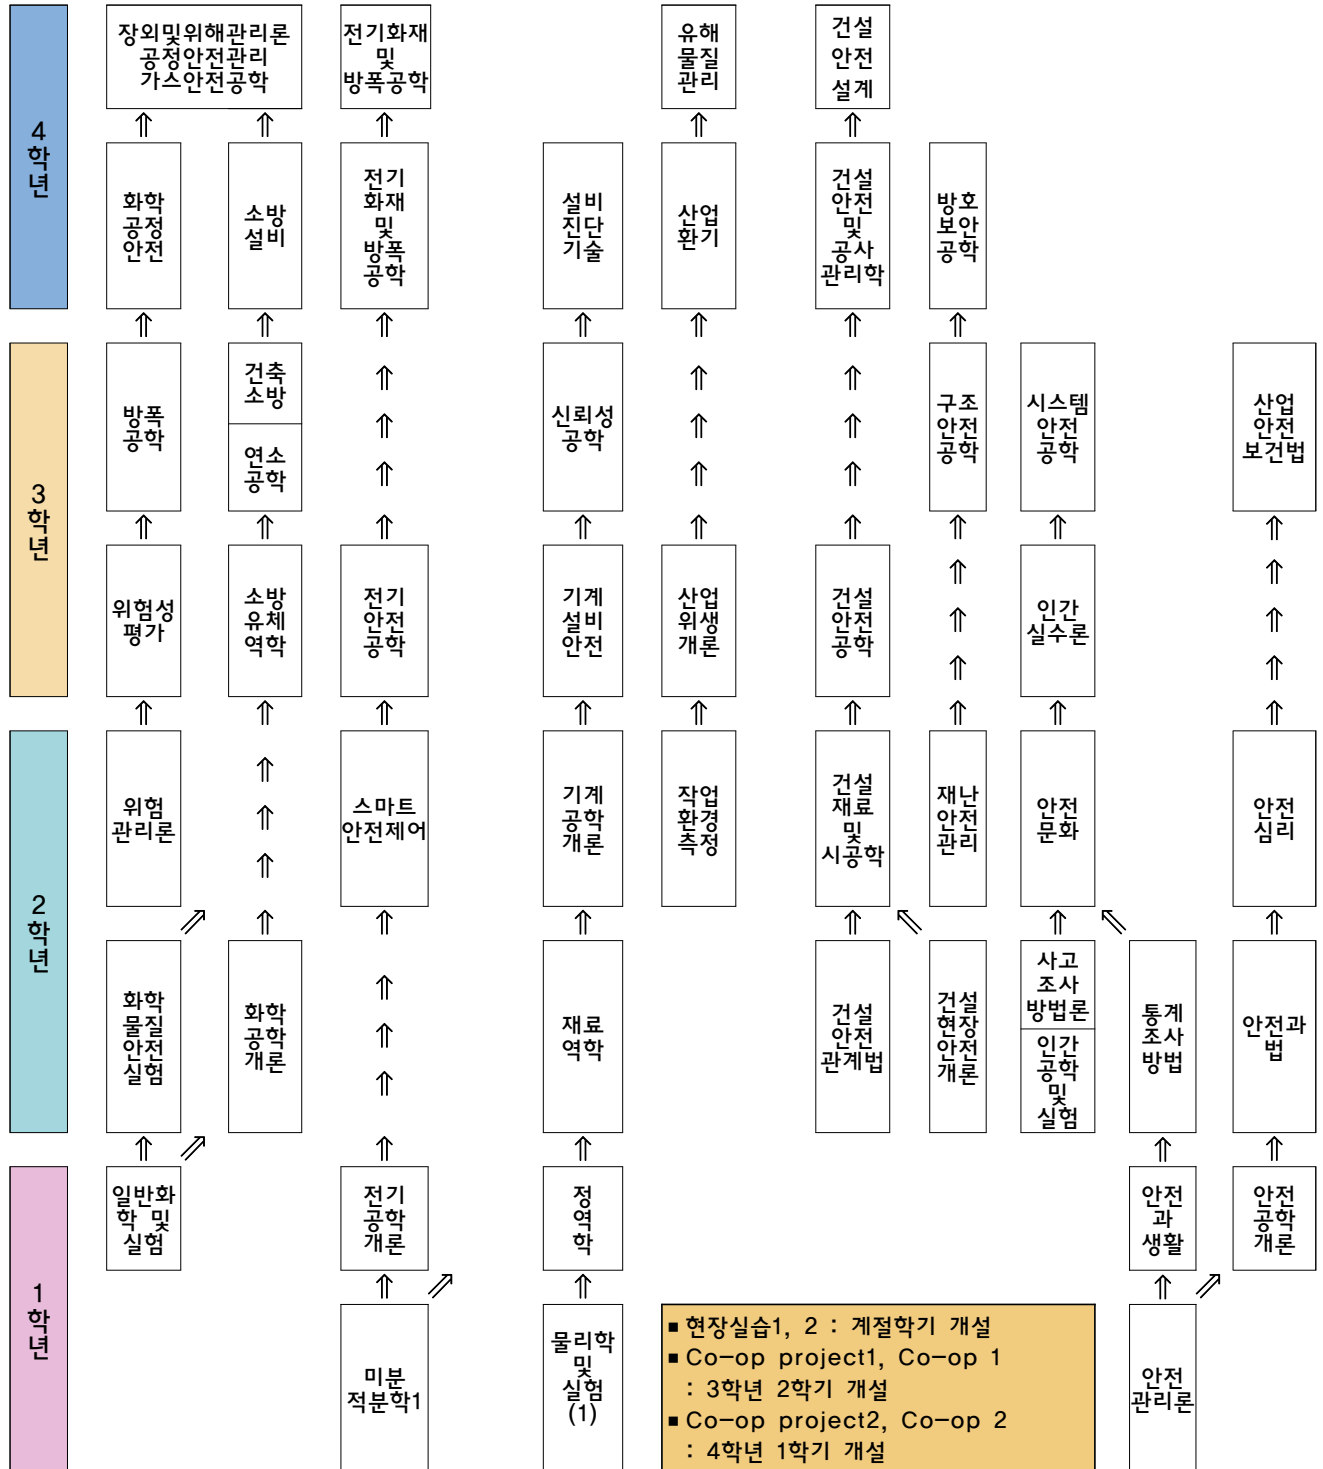 4
학
년
장외및위해관리론
공정안전관리
가스안전공학
전기화재
및
방폭공학
유해
물질
관리
건설
안전
설계
화학
공정
안전
소방
설비
전기
화재
및
방폭
공학
설비
진단
기술
산업
환기
건설
안전
및
공사
관리학
방호
보안
공학
3
학
년
방폭
공학
건축
소방
연소
공학
신뢰성
공학
구조
안전
공학
시스템
안전
공학
산업
안전
보건법
위험성
평가
소방
유체
역학
전기
안전
공학
기계
설비
안전
산업
위생
개론
건설
안전
공학
인간
실수론
2
학
년
위험
관리론
스마트
안전제어
기계
공학
개론
작업
환경
측정
건설
재료
및
시공학
재난
안전
관리
안전
문화
안전
심리
화학
물질
안전
실험
화학
공학
개론
재료
역학
건설
안전
관계법
건설
현장
안전
개론
사고
조사
방법론
인간
공학
및
실험
통계
조사
방법
안전과
법
1
학
년
일반화
학 및
실험
전기
공학
개론
정
역
학
안전
과
생활
안전
공학
개론
미분
적분학1
물리학
및
실험
(1)
▪ 현장실습1, 2 : 계절학기 개설
▪ Co-op project1, Co-op 1
: 3학년 2학기 개설
▪ Co-op project2, Co-op 2
: 4학년 1학기 개설
안전
관리론